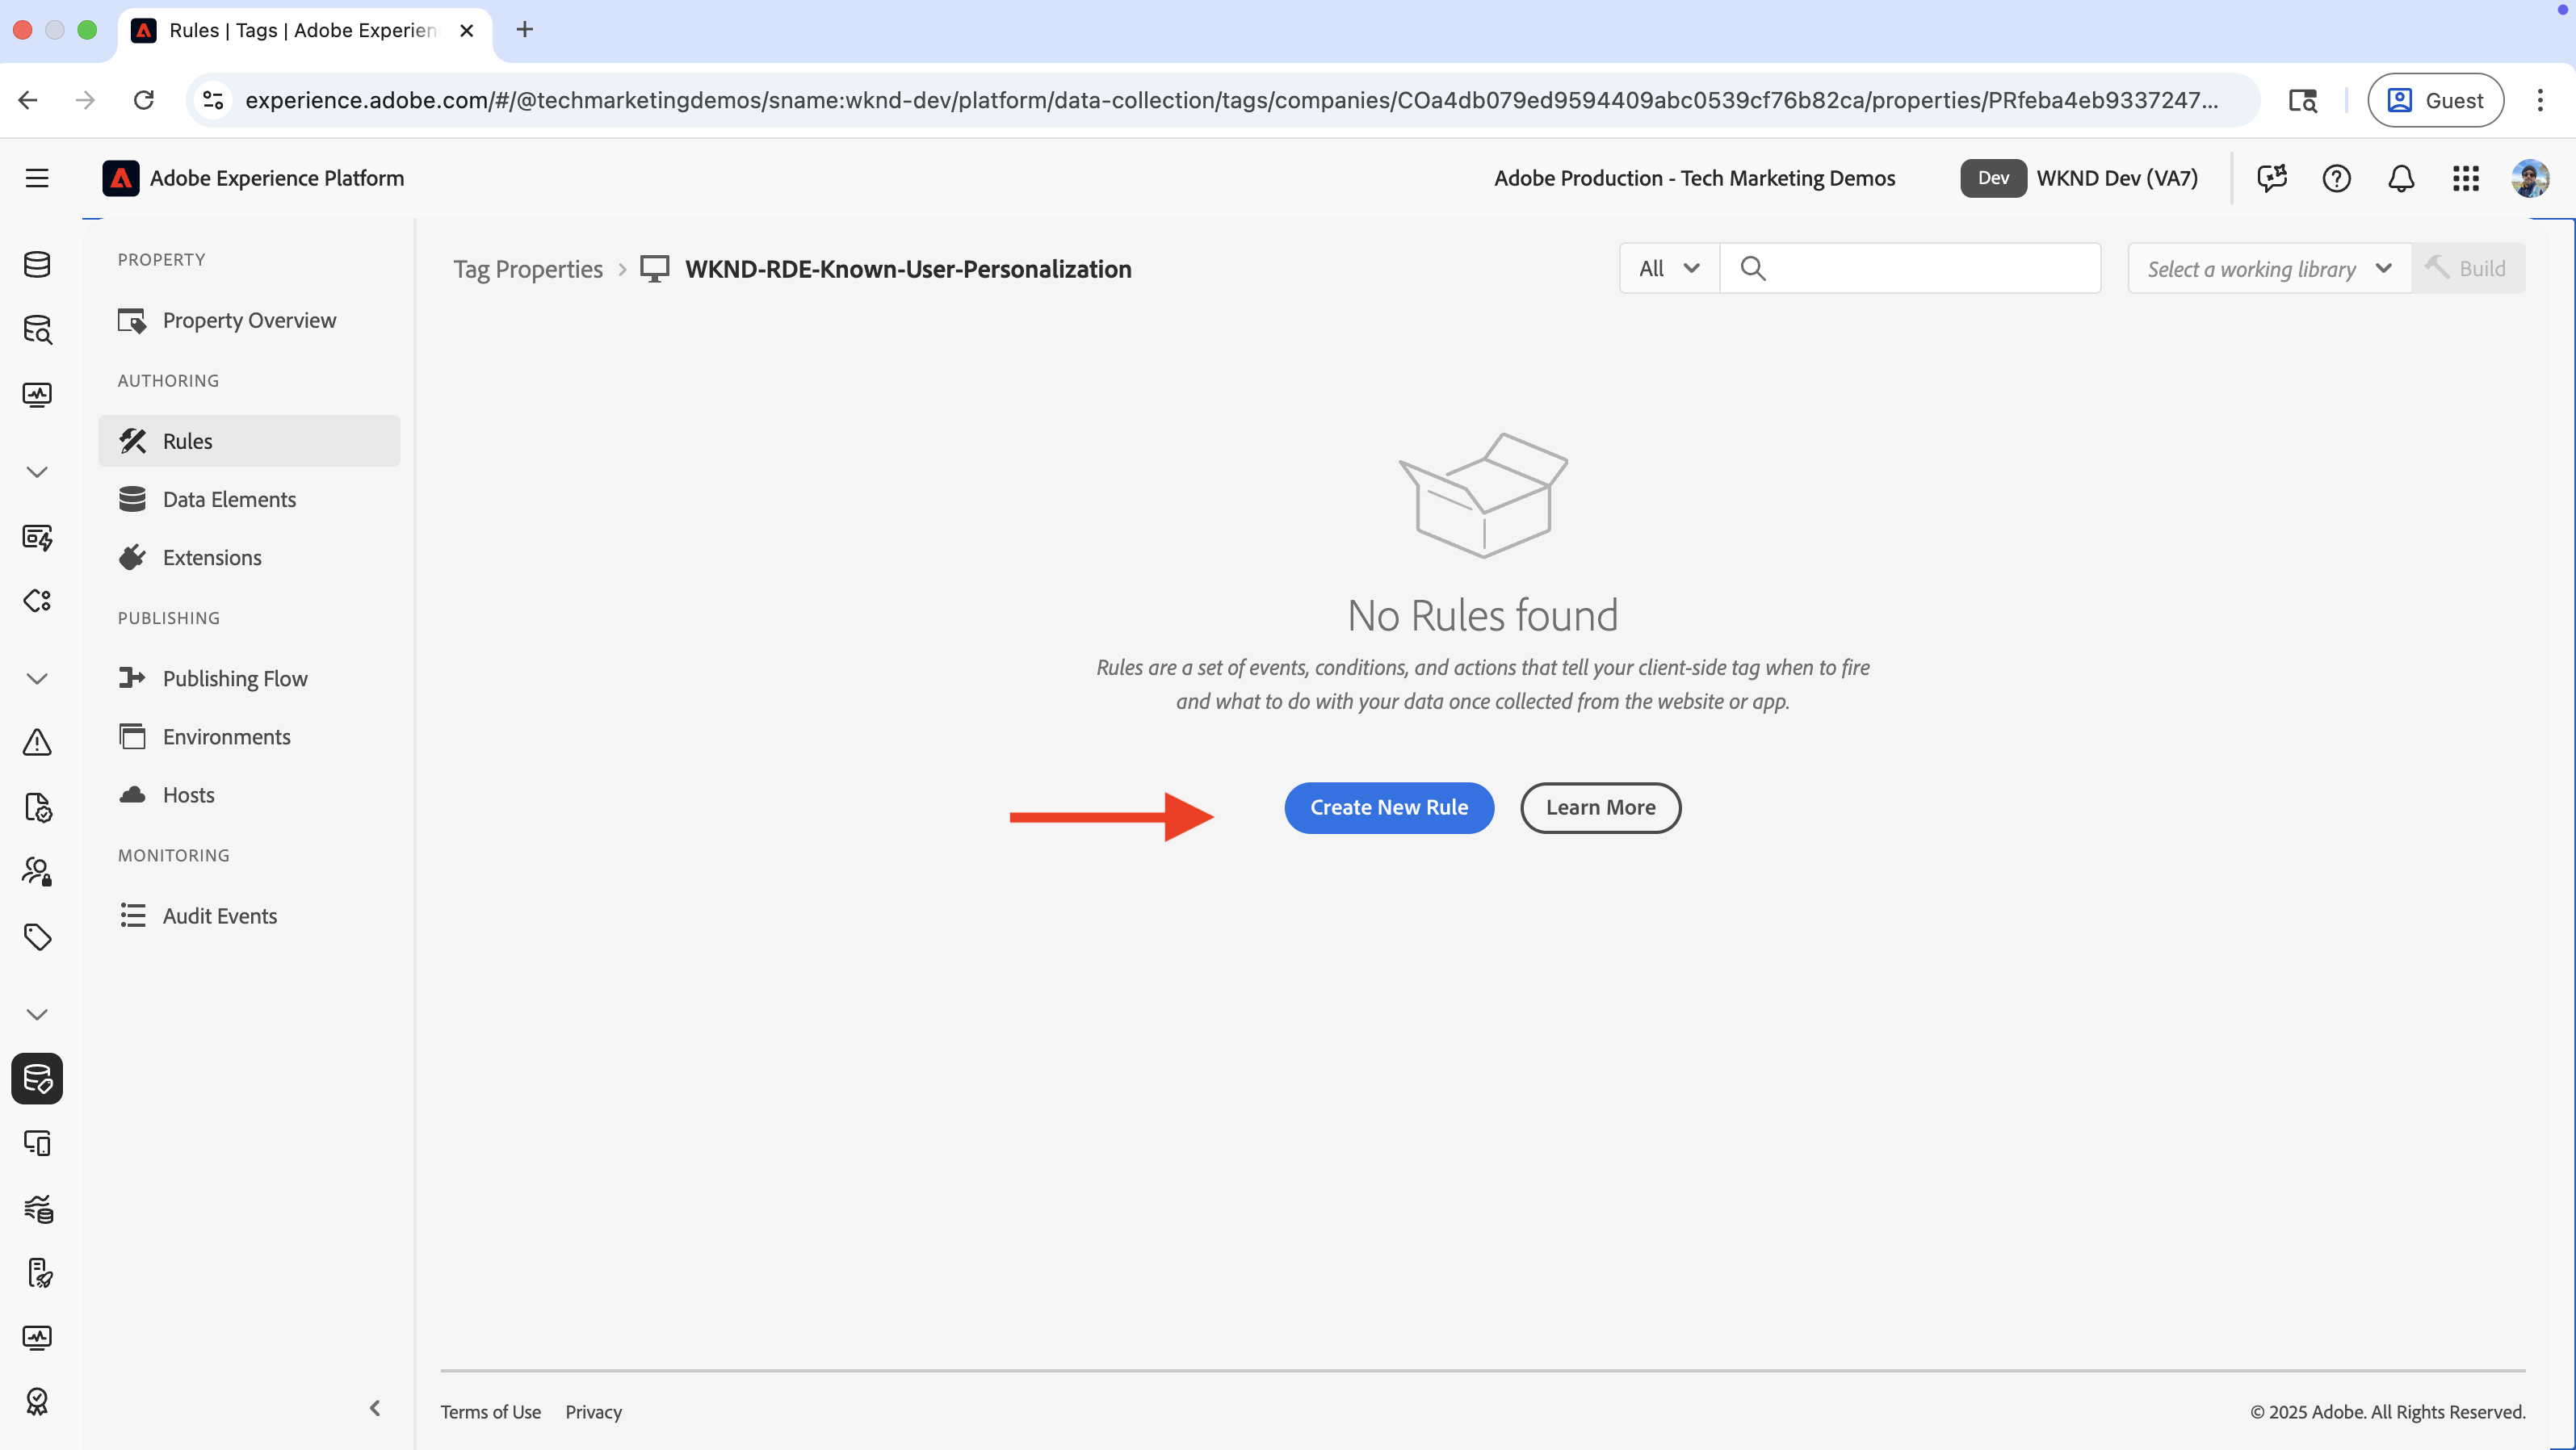 Rules | Tags | Adobe Experien
experience.adobe.com/#/@techmarketingdemos/sname:wknd-dev/platform/data-collection/tags/companies/COa4db079ed9594409abc0539cf76b82ca/properties/PRfeba4eb9337247...
Guest
Adobe Experience Platform
Adobe Production - Tech Marketing Demos
Dev
WKND Dev (VA7)
PROPERTY
Property Overview
AUTHORING
Rules
Data Elements
Extensions
PUBLISHING
Publishing Flow
Environments
Hosts
MONITORING
Audit Events
Tag Properties > WKND-RDE-Known-User-Personalization
All
Select a working library
Build
No Rules found
Rules are a set of events, conditions, and actions that tell your client-side tag when to fire
and what to do with your data once collected from the website or app.
Create New Rule
Learn More
Terms of Use
Privacy
© 2025 Adobe. All Rights Reserved.